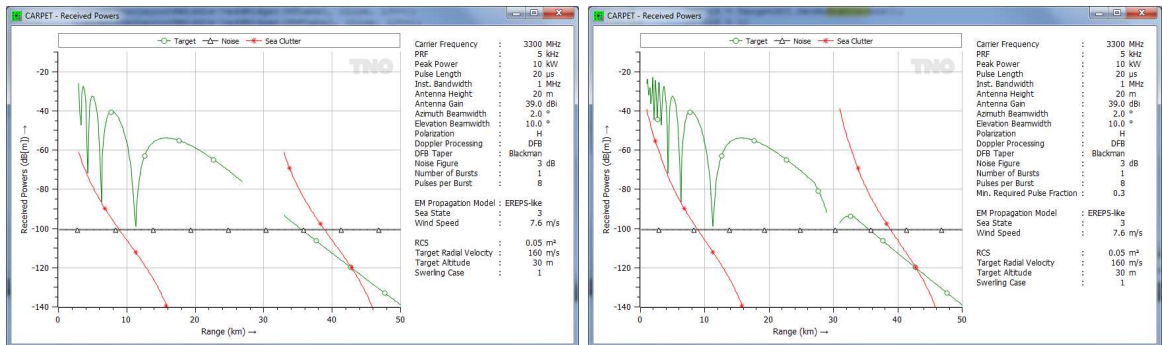 CARPET - Received Powers
Target Noise Sea Clutter
TNO
Received Powers (dB[m]) →
-20
-40
-60
-80
-100
-120
-140
0 10 20 30 40 50
Range (km) →
Carrier Frequency : 3300 MHz
PRF : 5 kHz
Peak Power : 10 kW
Pulse Length : 20 µs
Inst. Bandwidth : 1 MHz
Antenna Height : 20 m
Antenna Gain : 39.0 dBi
Azimuth Beamwidth : 2.0 °
Elevation Beamwidth : 10.0 °
Polarization : H
Doppler Processing : DFB
DFB Taper : Blackman
Noise Figure : 3 dB
Number of Bursts : 1
Pulses per Burst : 8
EM Propagation Model : EREPS-like
Sea State : 3
Wind Speed : 7.6 m/s
RCS : 0.05 m²
Target Radial Velocity : 160 m/s
Target Altitude : 30 m
Swerling Case : 1
CARPET - Received Powers
Target Noise Sea Clutter
TNO
Received Powers (dB[m]) →
-20
-40
-60
-80
-100
-120
-140
0 10 20 30 40 50
Range (km) →
Carrier Frequency : 3300 MHz
PRF : 5 kHz
Peak Power : 10 kW
Pulse Length : 20 µs
Inst. Bandwidth : 1 MHz
Antenna Height : 20 m
Antenna Gain : 39.0 dBi
Azimuth Beamwidth : 2.0 °
Elevation Beamwidth : 10.0 °
Polarization : H
Doppler Processing : DFB
DFB Taper : Blackman
Noise Figure : 3 dB
Number of Bursts : 1
Pulses per Burst : 8
Min. Required Pulse Fraction : 0.3
EM Propagation Model : EREPS-like
Sea State : 3
Wind Speed : 7.6 m/s
RCS : 0.05 m²
Target Radial Velocity : 160 m/s
Target Altitude : 30 m
Swerling Case : 1